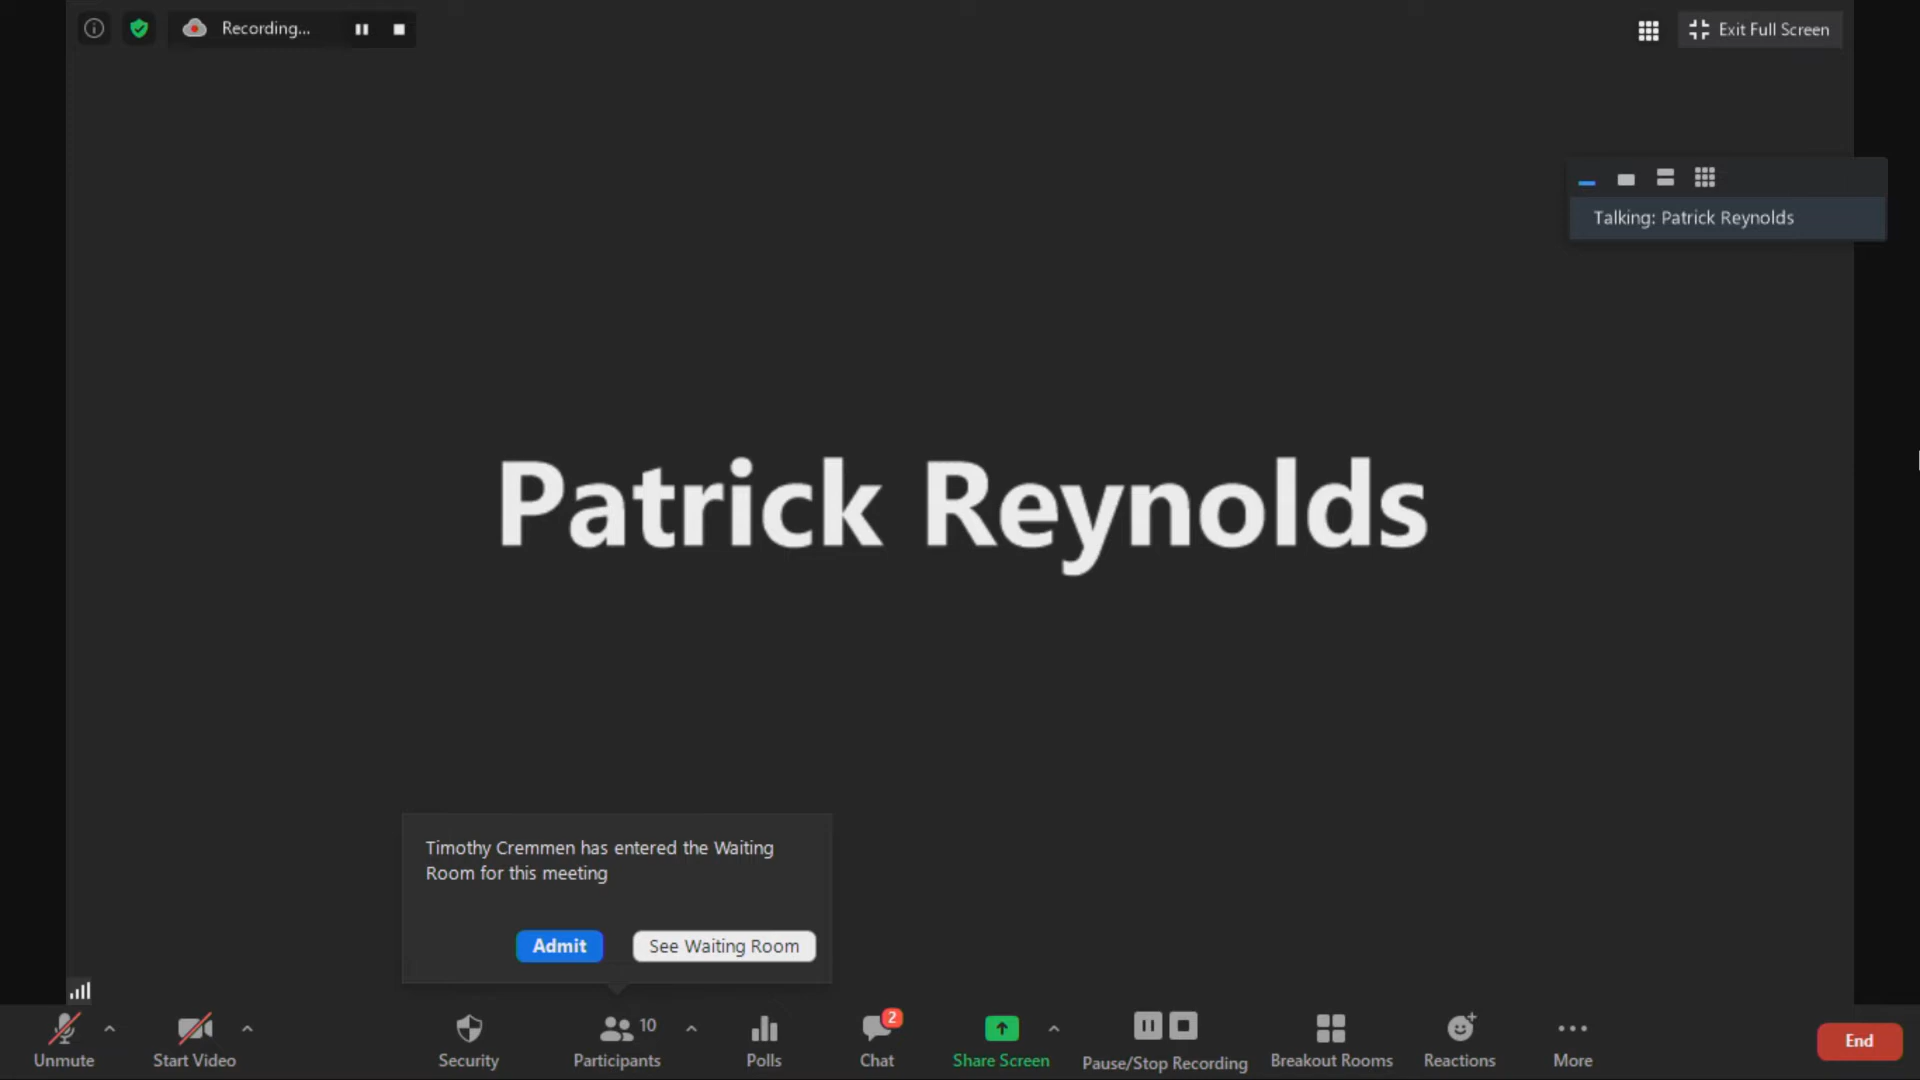 Recording...
Exit Full Screen
Talking: Patrick Reynolds
Patrick Reynolds
Timothy Cremmen has entered the Waiting
Room for this meeting
Admit
See Waiting Room
10
2
Unmute
Start Video
Security
Participants
Polls
Chat
Share Screen
Pause/Stop Recording
Breakout Rooms
Reactions
More
End